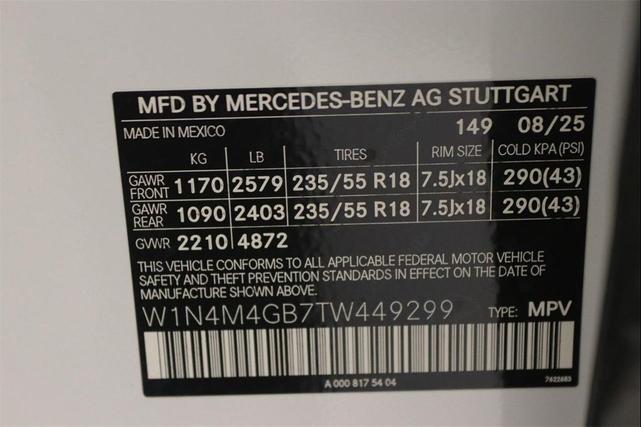 MFD BY MERCEDES-BENZ AG STUTTGART
MADE IN MEXICO 149 08/25
KG LB TIRES RIM SIZE COLD KPA (PSI)
GAWR FRONT 1170 2579 235/55 R18 7.5Jx18 290(43)
GAWR REAR 1090 2403 235/55 R18 7.5Jx18 290(43)
GVWR 2210 4872
THIS VEHICLE CONFORMS TO ALL APPLICABLE FEDERAL MOTOR VEHICLE
SAFETY AND THEFT PREVENTION STANDARDS IN EFFECT ON THE DATE OF
MANUFACTURE SHOWN ABOVE.
W1N4M4GB7TW449299 TYPE: MPV
A 000 817 54 04 7622683